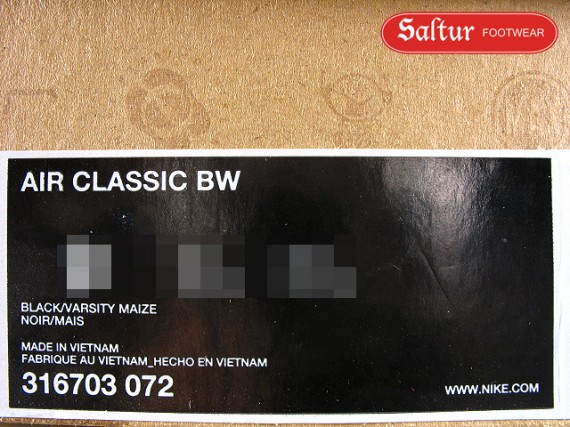 Saltur FOOTWEAR
AIR CLASSIC BW
BLACK/VARSITY MAIZE
NOIR/MAIS
MADE IN VIETNAM
FABRIQUE AU VIETNAM_HECHO EN VIETNAM
316703 072
WWW.NIKE.COM